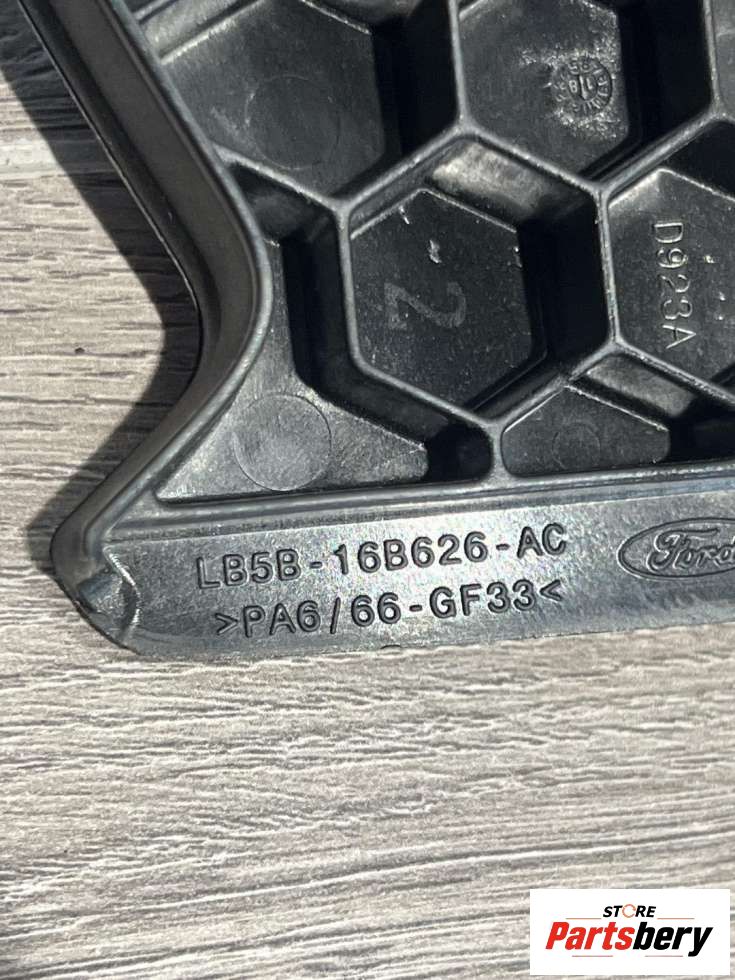 2
D923A
LB5B-16B626-AC
Ford
>PA6/66-GF33<
STORE
Partsbery